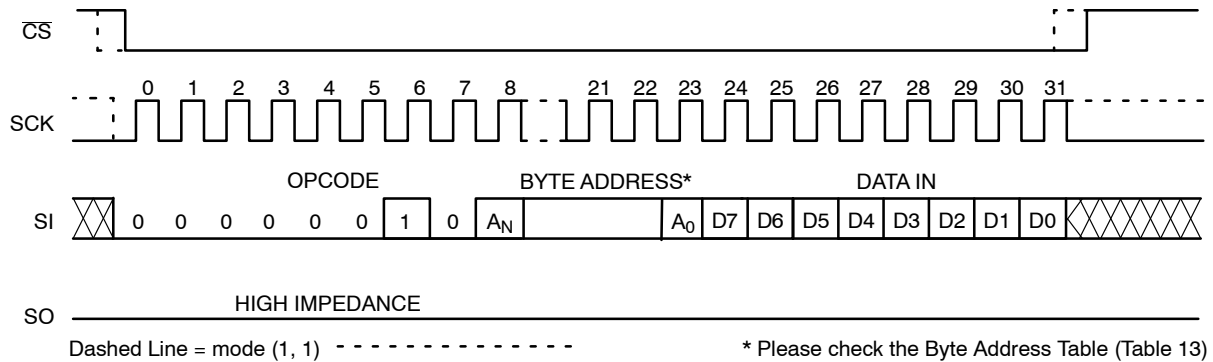 CS
0 1 2 3 4 5 6 7 8 21 22 23 24 25 26 27 28 29 30 31
SCK
OPCODE BYTE ADDRESS* DATA IN
SI 0 0 0 0 0 0 1 0 AN A0 D7 D6 D5 D4 D3 D2 D1 D0
HIGH IMPEDANCE
SO
Dashed Line = mode (1, 1) * Please check the Byte Address Table (Table 13)